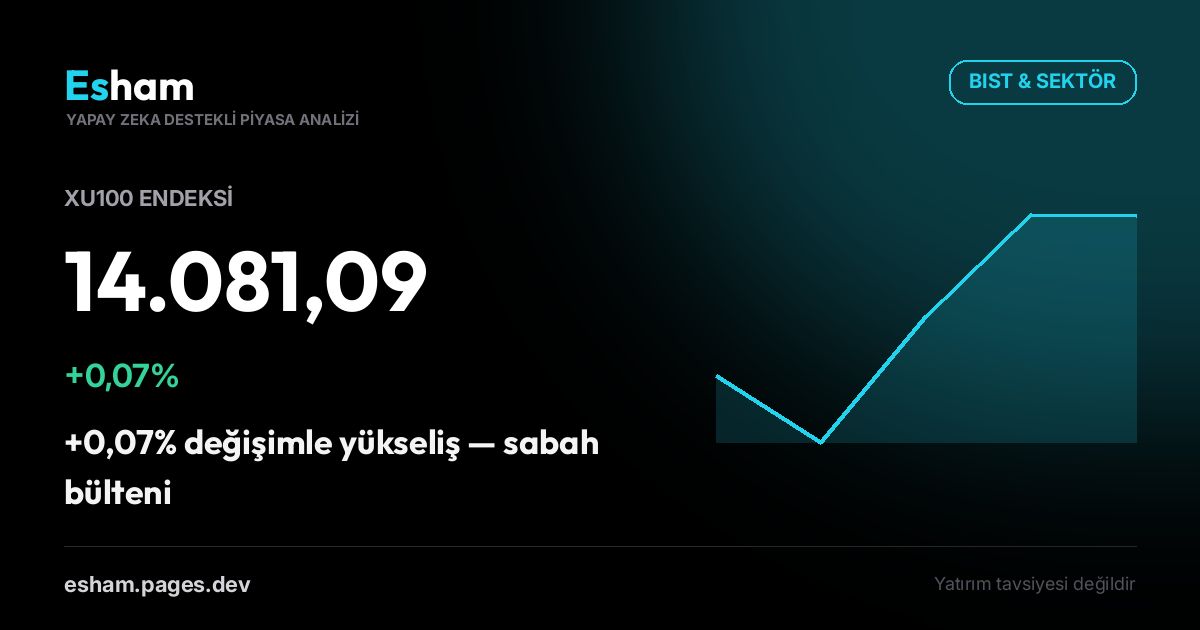 Esham
YAPAY ZEKA DESTEKLİ PİYASA ANALİZİ
BIST & SEKTÖR
XU100 ENDEKSİ
14.081,09
+0,07%
+0,07% değişimle yükseliş — sabah
bülteni
esham.pages.dev
Yatırım tavsiyesi değildir